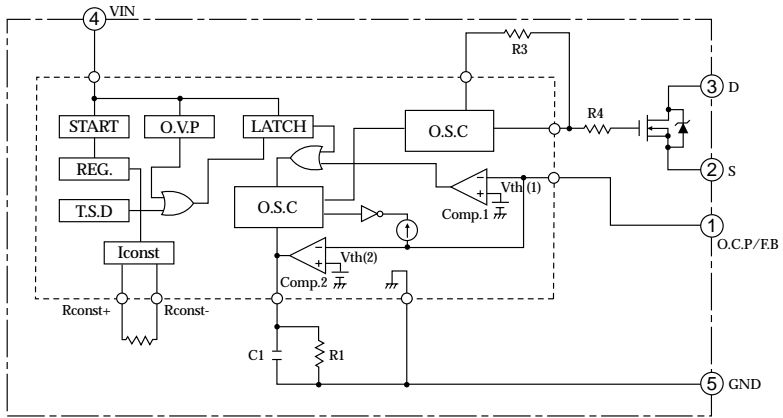 4 VIN
R3
3 D
START
O.V.P
LATCH
O.S.C
R4
REG.
2 S
Vth (1)
T.S.D
O.S.C
Comp.1
1
O.C.P/F.B
Iconst
Vth(2)
Comp.2
Rconst+
Rconst-
C1
R1
5 GND